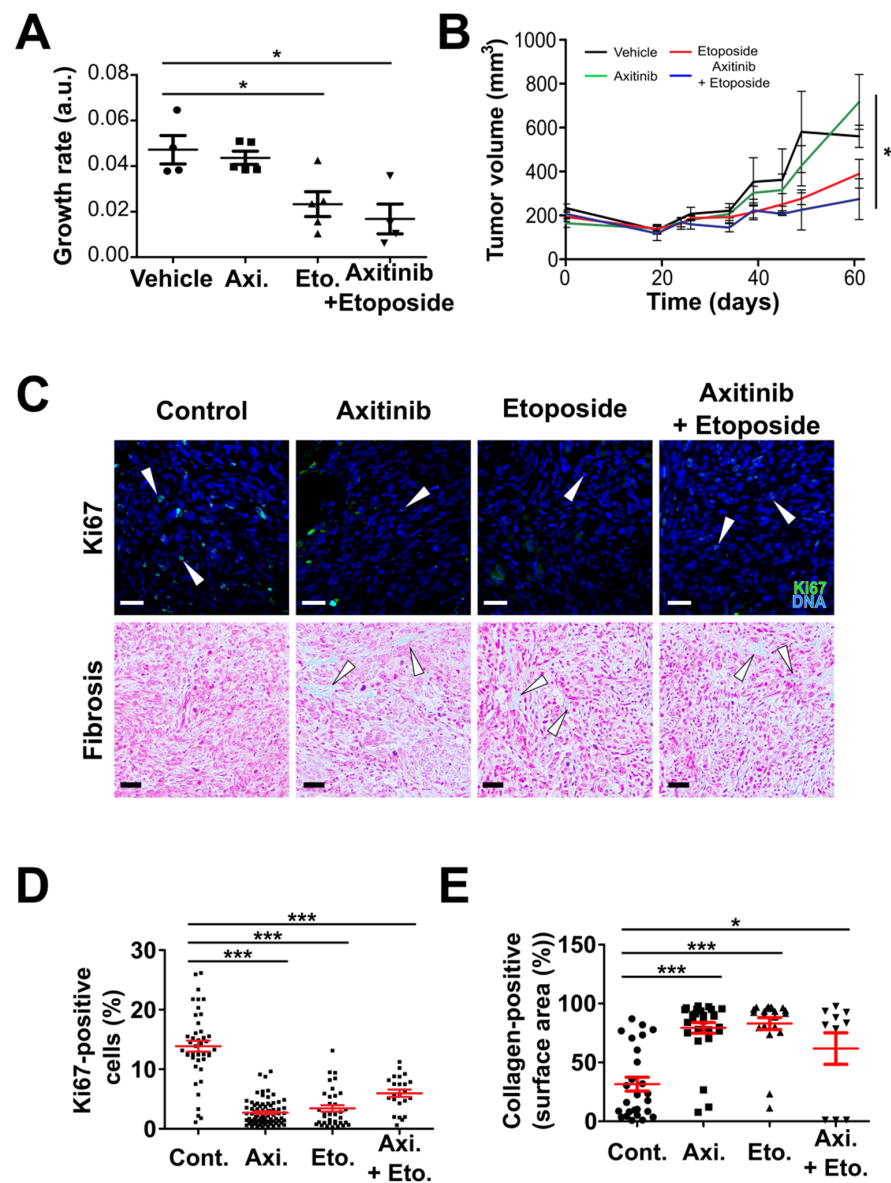 A
*
*
Growth rate (a.u.)
0.08
0.06
0.04
0.02
0.00
Vehicle
Axi.
Eto.
Axitinib
+Etoposide
B
Tumor volume (mm³)
1000
800
600
400
200
0
Vehicle
Axitinib
Etoposide
Axitinib
+ Etoposide
*
0
20
40
60
Time (days)
C
Control
Axitinib
Etoposide
Axitinib
+ Etoposide
Ki67
Ki67
DNA
Fibrosis
D
***
***
***
Ki67-positive
cells (%)
30
20
10
0
Cont.
Axi.
Eto.
Axi.
+ Eto.
E
*
***
***
Collagen-positive
(surface area (%))
150
100
50
0
Cont.
Axi.
Eto.
Axi.
+ Eto.